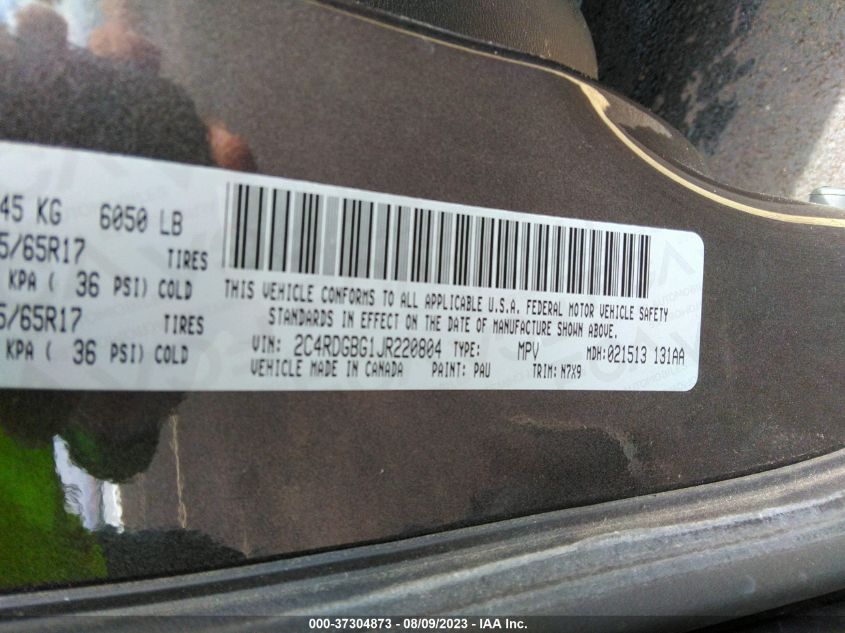 45 KG 6050 LB
5/65R17 TIRES
KPA ( 36 PSI) COLD
5/65R17 TIRES
KPA ( 36 PSI) COLD
THIS VEHICLE CONFORMS TO ALL APPLICABLE U.S.A. FEDERAL MOTOR VEHICLE SAFETY
STANDARDS IN EFFECT ON THE DATE OF MANUFACTURE SHOWN ABOVE.
VIN: 2C4RDGBG1JR220804 TYPE: MPV MDH: 021513 131AA
VEHICLE MADE IN CANADA PAINT: PAU TRIM: N7X9
000-37304873 - 08/09/2023 - IAA Inc.